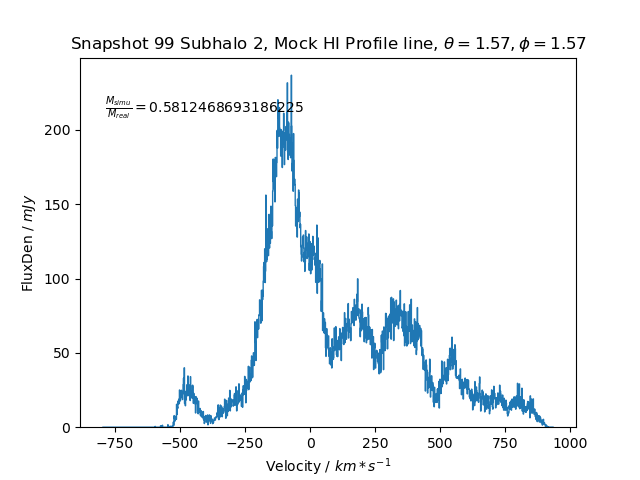 Snapshot 99 Subhalo 2, Mock HI Profile line, θ = 1.57, ϕ = 1.57
M_simu/M_real = 0.5812468693186225
FluxDen / mJy
200
150
100
50
0
−750 −500 −250 0 250 500 750 1000
Velocity / km * s^−1